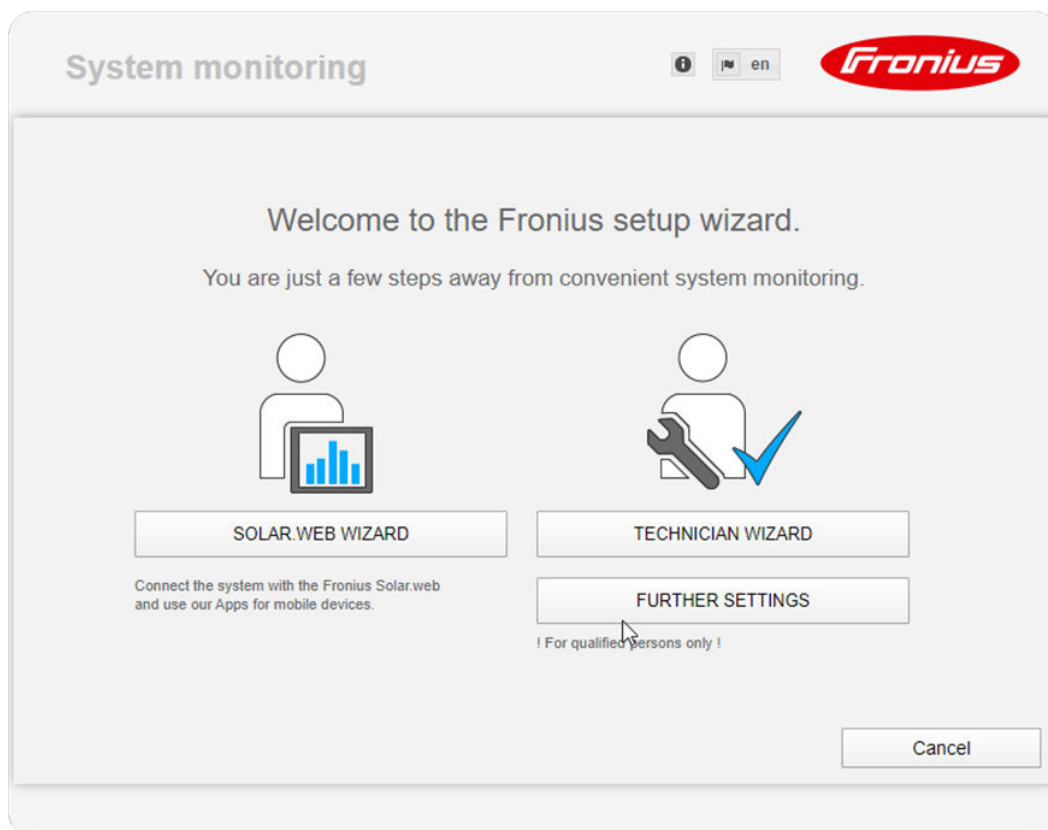 System monitoring
i
en
Fronius
Welcome to the Fronius setup wizard.
You are just a few steps away from convenient system monitoring.
SOLAR.WEB WIZARD
TECHNICIAN WIZARD
Connect the system with the Fronius Solar.web
and use our Apps for mobile devices.
FURTHER SETTINGS
! For qualified persons only !
Cancel